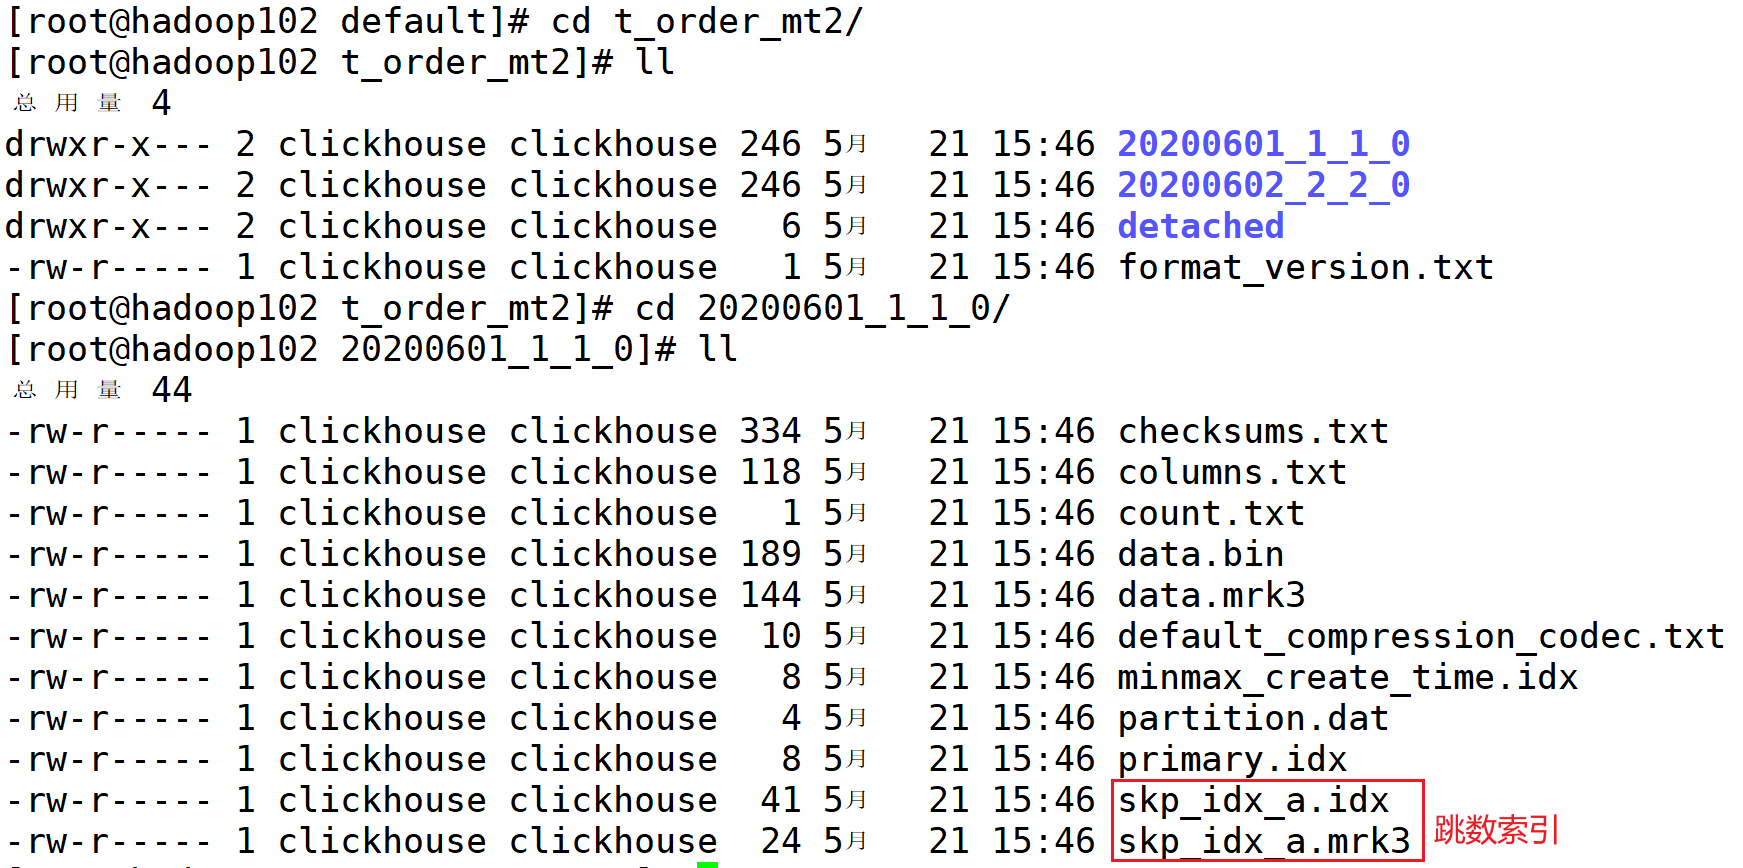 [root@hadoop102 default]# cd t_order_mt2/
[root@hadoop102 t_order_mt2]# ll
总用量 4
drwxr-x--- 2 clickhouse clickhouse 246 5月 21 15:46 20200601_1_1_0
drwxr-x--- 2 clickhouse clickhouse 246 5月 21 15:46 20200602_2_2_0
drwxr-x--- 2 clickhouse clickhouse 6 5月 21 15:46 detached
-rw-r----- 1 clickhouse clickhouse 1 5月 21 15:46 format_version.txt
[root@hadoop102 t_order_mt2]# cd 20200601_1_1_0/
[root@hadoop102 20200601_1_1_0]# ll
总用量 44
-rw-r----- 1 clickhouse clickhouse 334 5月 21 15:46 checksums.txt
-rw-r----- 1 clickhouse clickhouse 118 5月 21 15:46 columns.txt
-rw-r----- 1 clickhouse clickhouse 1 5月 21 15:46 count.txt
-rw-r----- 1 clickhouse clickhouse 189 5月 21 15:46 data.bin
-rw-r----- 1 clickhouse clickhouse 144 5月 21 15:46 data.mrk3
-rw-r----- 1 clickhouse clickhouse 10 5月 21 15:46 default_compression_codec.txt
-rw-r----- 1 clickhouse clickhouse 8 5月 21 15:46 minmax_create_time.idx
-rw-r----- 1 clickhouse clickhouse 4 5月 21 15:46 partition.dat
-rw-r----- 1 clickhouse clickhouse 8 5月 21 15:46 primary.idx
-rw-r----- 1 clickhouse clickhouse 41 5月 21 15:46 skp_idx_a.idx
-rw-r----- 1 clickhouse clickhouse 24 5月 21 15:46 skp_idx_a.mrk3
跳数索引